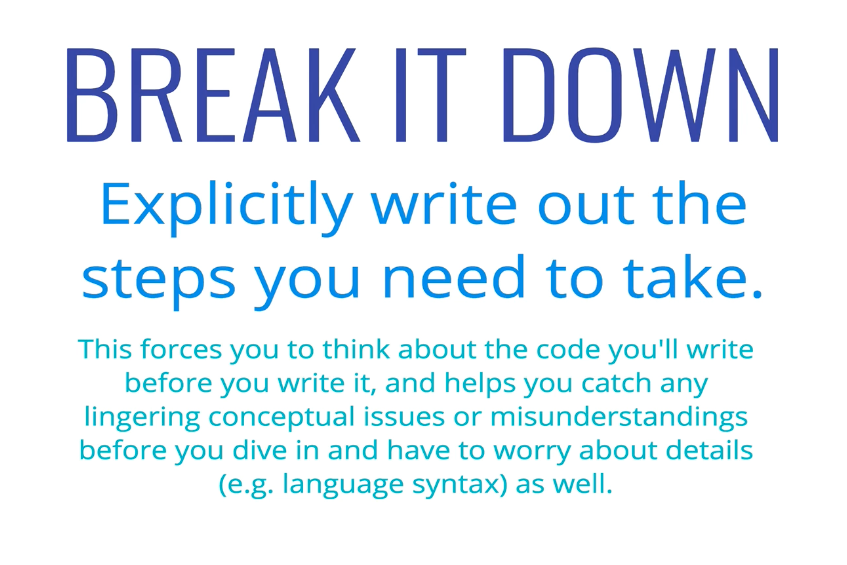 BREAK IT DOWN
Explicitly write out the
steps you need to take.
This forces you to think about the code you'll write
before you write it, and helps you catch any
lingering conceptual issues or misunderstandings
before you dive in and have to worry about details
(e.g. language syntax) as well.